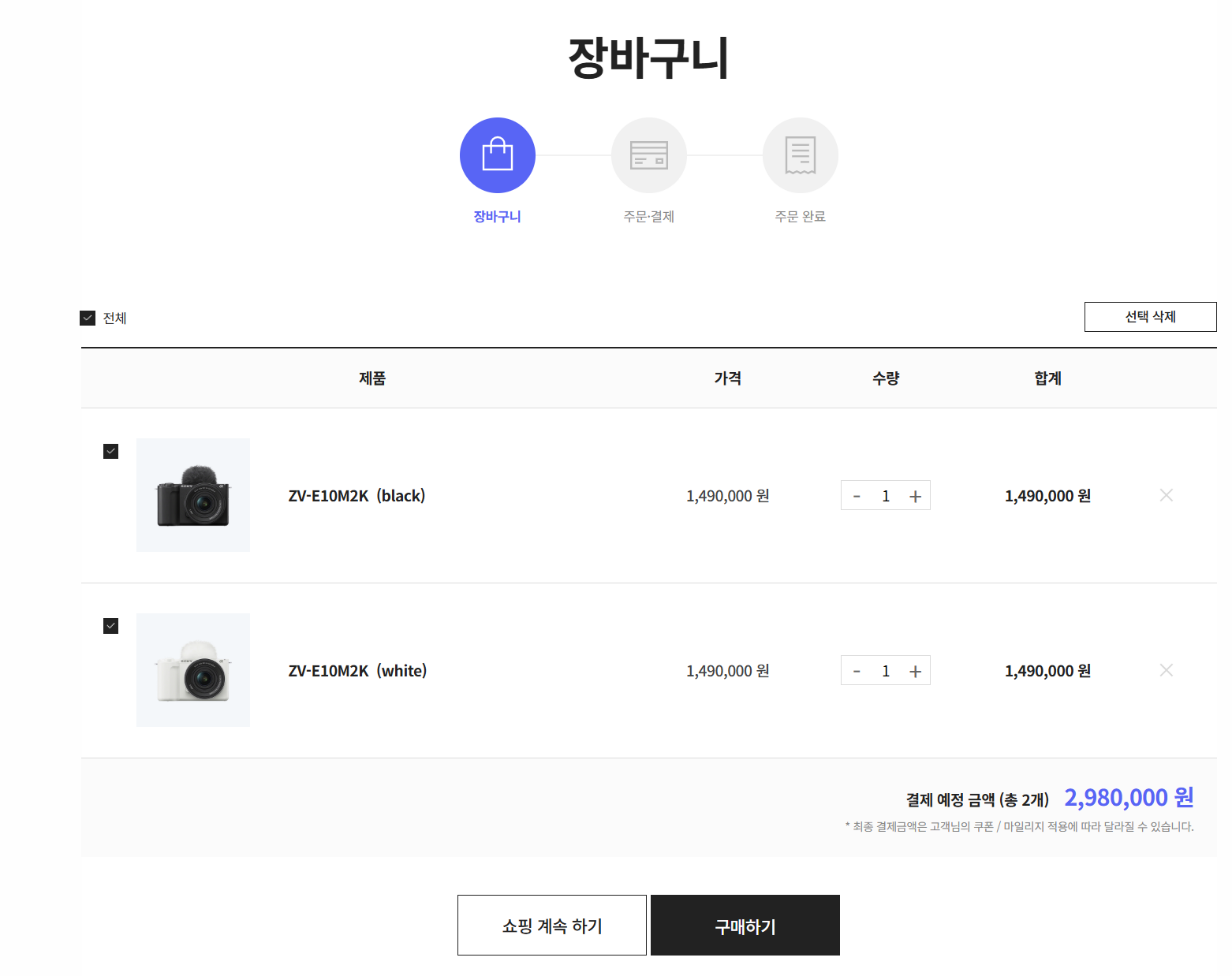 장바구니
장바구니 주문·결제 주문 완료
전체 선택 삭제
제품 가격 수량 합계
ZV-E10M2K (black) 1,490,000 원 - 1 + 1,490,000 원
ZV-E10M2K (white) 1,490,000 원 - 1 + 1,490,000 원
결제 예정 금액 (총 2개) 2,980,000 원
* 최종 결제금액은 고객님의 쿠폰 / 마일리지 적용에 따라 달라질 수 있습니다.
쇼핑 계속 하기 구매하기